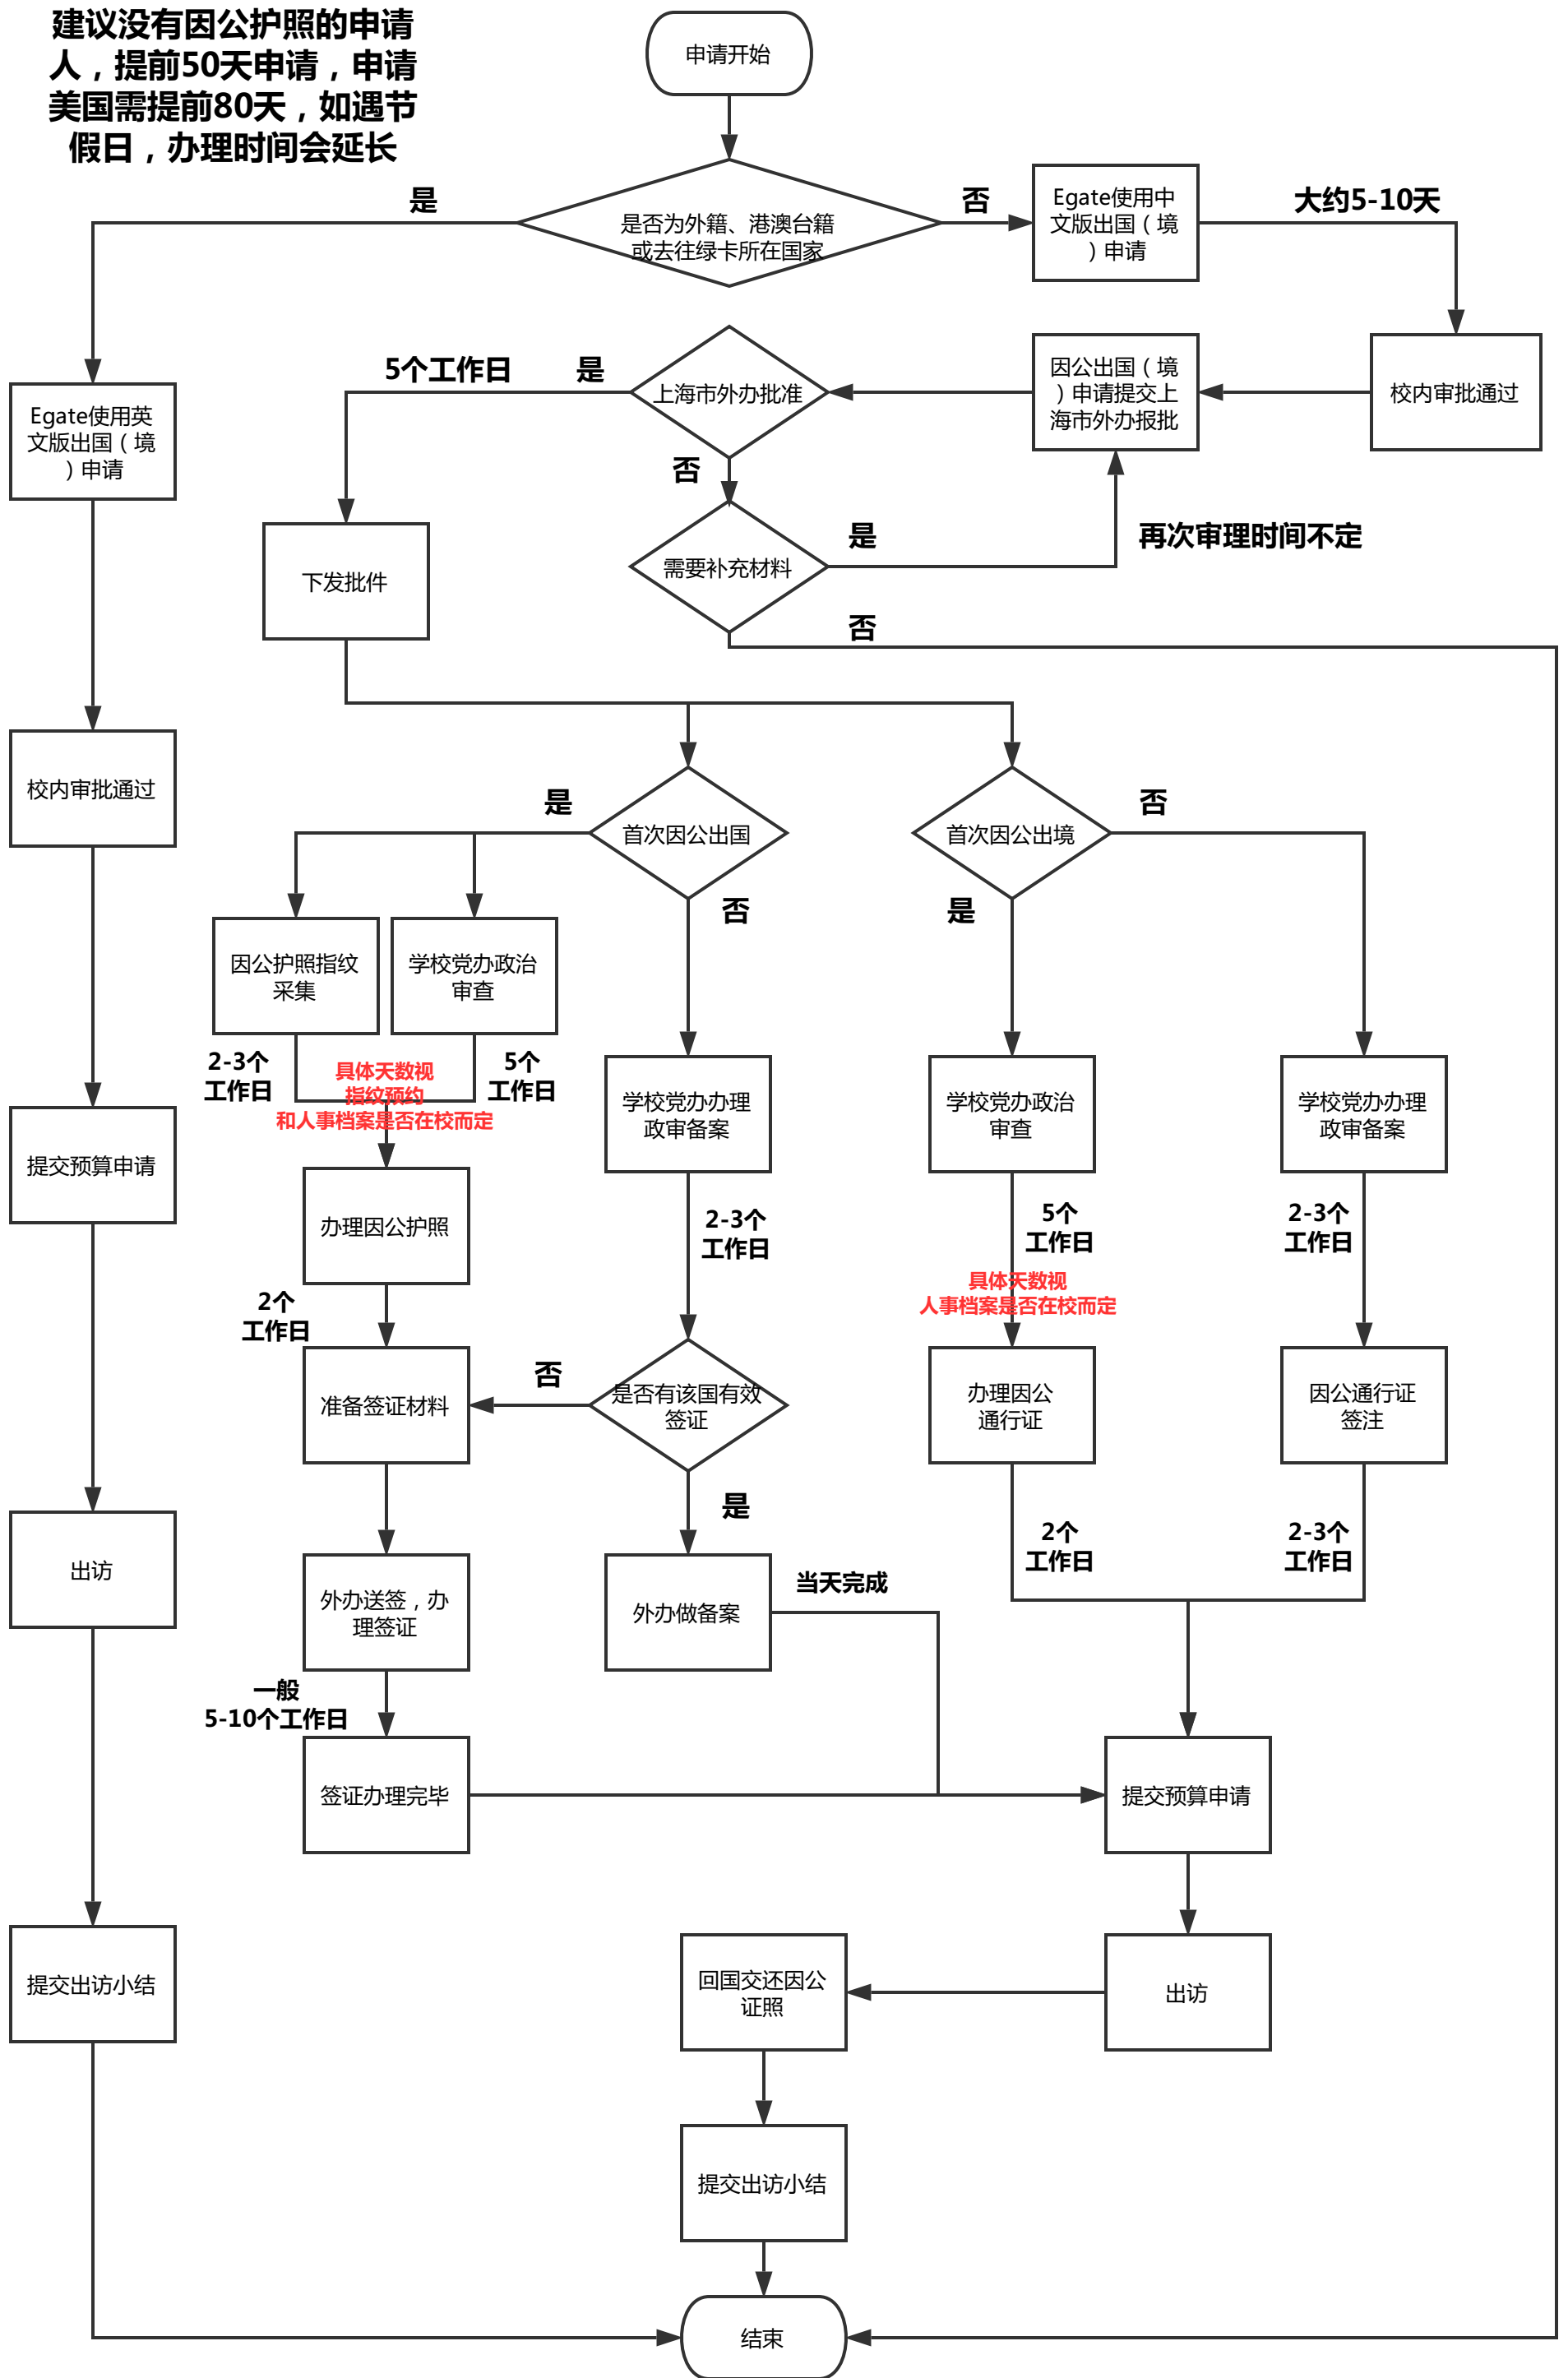 建议没有因公护照的申请
人，提前50天申请，申请
美国需提前80天，如遇节
假日，办理时间会延长
申请开始
是
是否为外籍、港澳台籍
或去往绿卡所在国家
否
Egate使用中
文版出国（境
）申请
大约5-10天
校内审批通过
因公出国（境
）申请提交上
海市外办报批
上海市外办批准
是
5个工作日
否
需要补充材料
是
再次审理时间不定
否
Egate使用英
文版出国（境
）申请
下发批件
校内审批通过
是
首次因公出国
否
首次因公出境
否
是
因公护照指纹
采集
学校党办政治
审查
2-3个
工作日
具体天数视
指纹预约
和人事档案是否在校而定
5个
工作日
学校党办办理
政审备案
学校党办政治
审查
学校党办办理
政审备案
提交预算申请
办理因公护照
2-3个
工作日
5个
工作日
2-3个
工作日
具体天数视
人事档案是否在校而定
2个
工作日
准备签证材料
否
是否有该国有效
签证
办理因公
通行证
因公通行证
签注
是
2个
工作日
2-3个
工作日
出访
外办送签，办
理签证
外办做备案
当天完成
一般
5-10个工作日
签证办理完毕
提交预算申请
提交出访小结
回国交还因公
证照
出访
提交出访小结
结束